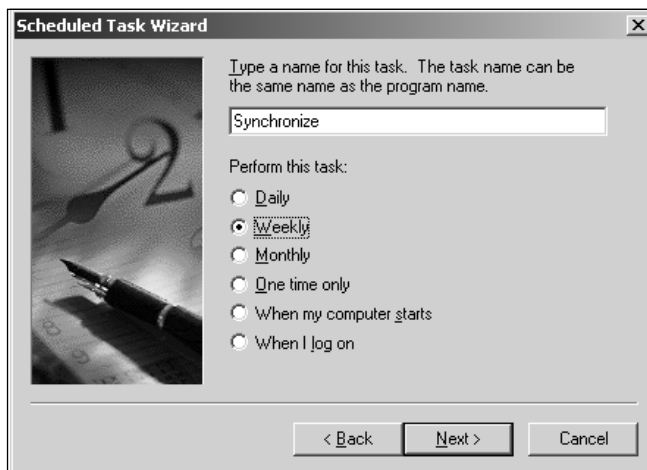 Scheduled Task Wizard
Type a name for this task. The task name can be
the same name as the program name.
Synchronize
Perform this task:
Daily
Weekly
Monthly
One time only
When my computer starts
When I log on
< Back
Next >
Cancel